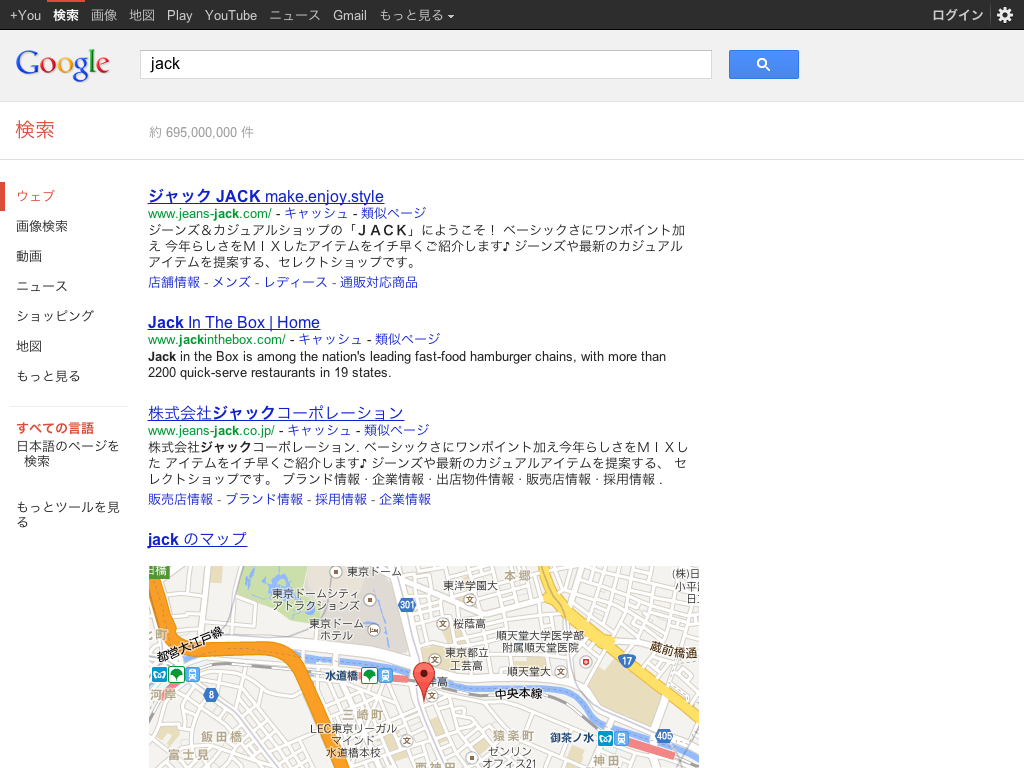 +You 検索 画像 地図 Play YouTube ニュース Gmail もっと見る ログイン
Google
jack
検索
約 695,000,000 件
ウェブ
画像検索
動画
ニュース
ショッピング
地図
もっと見る
すべての言語
日本語のページを
検索
もっとツールを見
る
ジャック JACK make.enjoy.style
www.jeans-jack.com/ - キャッシュ - 類似ページ
ジーンズ＆カジュアルショップの「ＪＡＣＫ」にようこそ！ ベーシックさにワンポイント加
え 今年らしさをＭＩＸしたアイテムをイチ早くご紹介します♪ ジーンズや最新のカジュアル
アイテムを提案する、セレクトショップです。
店舗情報 - メンズ - レディース - 通販対応商品
Jack In The Box | Home
www.jackinthebox.com/ - キャッシュ - 類似ページ
Jack in the Box is among the nation's leading fast-food hamburger chains, with more than
2200 quick-serve restaurants in 19 states.
株式会社ジャックコーポレーション
www.jeans-jack.co.jp/ - キャッシュ - 類似ページ
株式会社ジャックコーポレーション. ベーシックさにワンポイント加え今年らしさをＭＩＸし
た アイテムをイチ早くご紹介します♪ ジーンズや最新のカジュアルアイテムを提案する、 セ
レクトショップです。 ブランド情報 · 企業情報 · 出店物件情報 · 販売店情報 · 採用情報 .
販売店情報 - ブランド情報 - 採用情報 - 企業情報
jack のマップ
東京ドーム
東京ドームシティ
アトラクションズ
東京ドーム
ホテル
301
東洋学園大
本郷
桜蔭高
東京都立
工芸高
順天堂大学医学部
附属順天堂医院
順天堂大
(株)日
小平
日
蔵前橋通
17
都営大江戸線
水道橋
洋高
中央本線
8
河岸
三崎町
LEC東京リーガル
マインド
水道橋本校
飯田橋
富士見
西神田
猿楽町
ゼンリン
オフィス21
御茶ノ水
405
神田